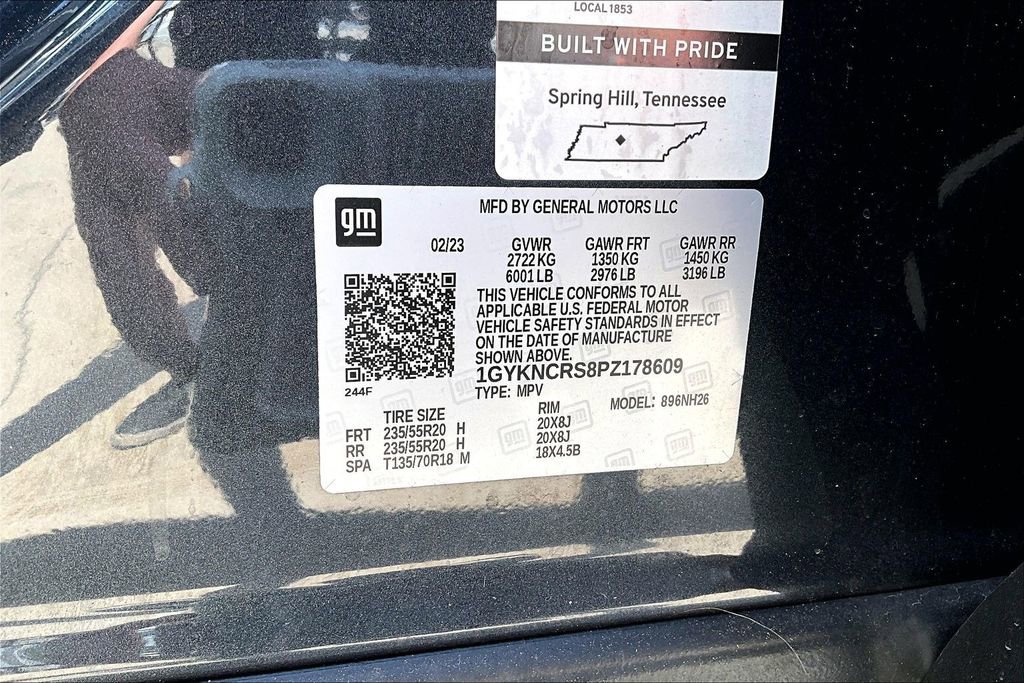 LOCAL 1853
BUILT WITH PRIDE
Spring Hill, Tennessee
gm
MFD BY GENERAL MOTORS LLC
02/23 GVWR GAWR FRT GAWR RR
2722 KG 1350 KG 1450 KG
6001 LB 2976 LB 3196 LB
THIS VEHICLE CONFORMS TO ALL
APPLICABLE U.S. FEDERAL MOTOR
VEHICLE SAFETY STANDARDS IN EFFECT
ON THE DATE OF MANUFACTURE
SHOWN ABOVE.
1GYKNCRS8PZ178609
244F
TYPE: MPV MODEL: 896NH26
TIRE SIZE RIM
FRT 235/55R20 H 20X8J
RR 235/55R20 H 20X8J
SPA T135/70R18 M 18X4.5B